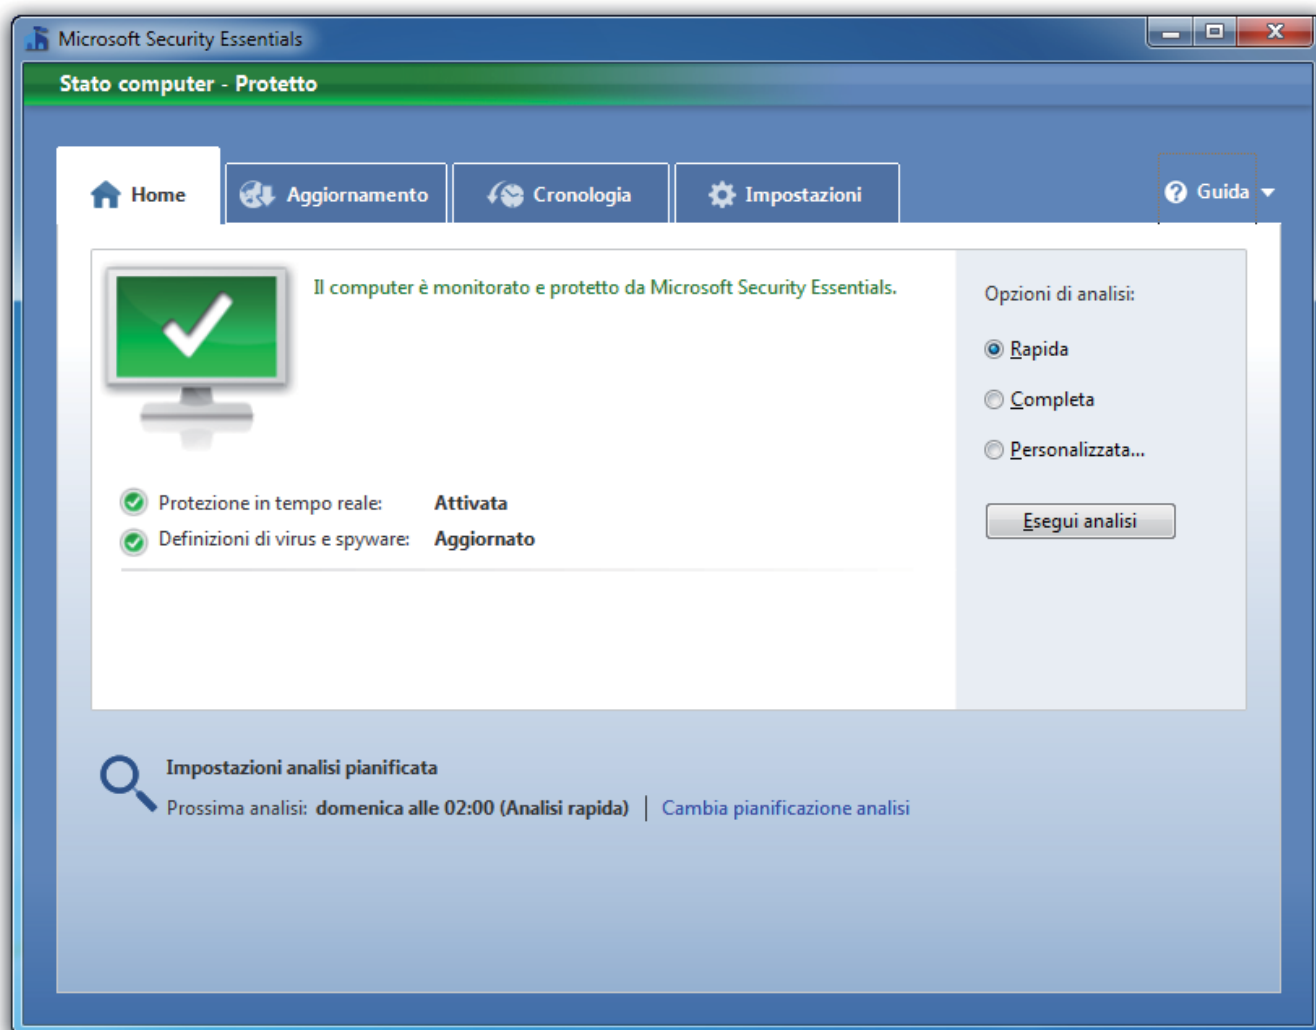 Microsoft Security Essentials
Stato computer - Protetto
Home
Aggiornamento
Cronologia
Impostazioni
Guida
Il computer è monitorato e protetto da Microsoft Security Essentials.
Opzioni di analisi:
Rapida
Completa
Personalizzata...
Protezione in tempo reale: Attivata
Definizioni di virus e spyware: Aggiornato
Esegui analisi
Impostazioni analisi pianificata
Prossima analisi: domenica alle 02:00 (Analisi rapida) | Cambia pianificazione analisi